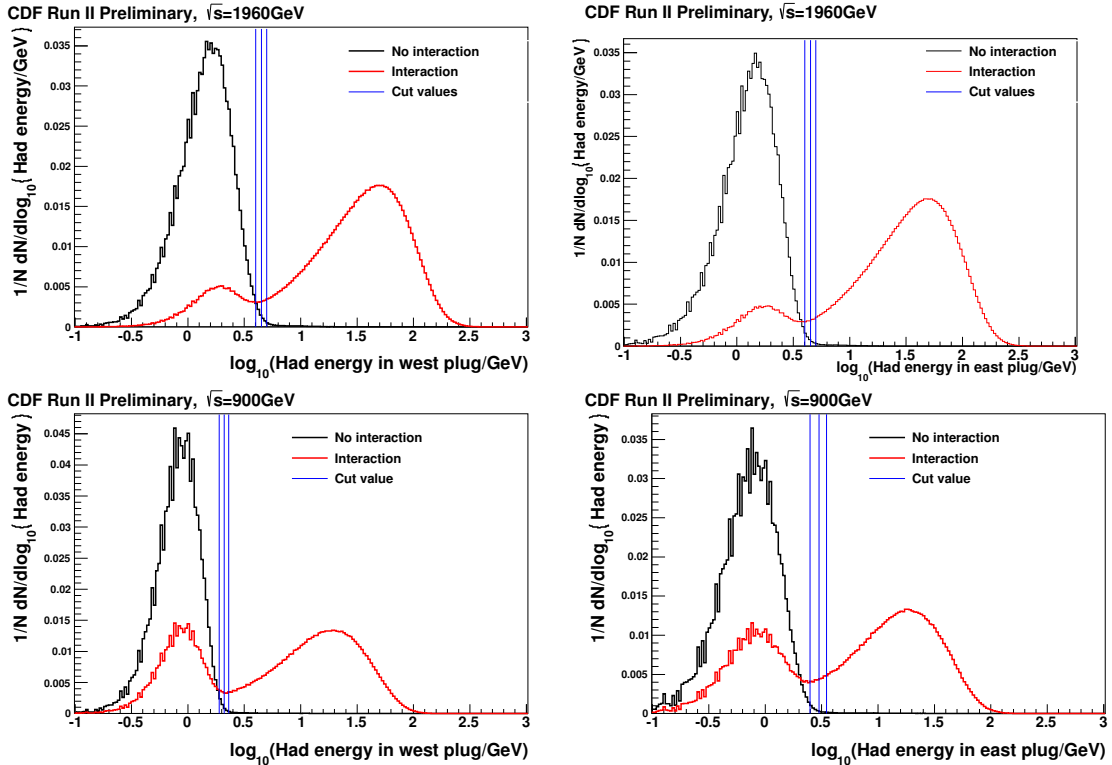 CDF Run II Preliminary, √s=1960GeV
1/N dN/dlog10{ Had energy/GeV}
0.035
0.03
0.025
0.02
0.015
0.01
0.005
0
No interaction
Interaction
Cut values
-1 -0.5 0 0.5 1 1.5 2 2.5 3
log10(Had energy in west plug/GeV)
CDF Run II Preliminary, √s=1960GeV
1/N dN/dlog10{ Had energy/GeV}
0.035
0.03
0.025
0.02
0.015
0.01
0.005
0
No interaction
Interaction
Cut values
-1 -0.5 0 0.5 1 1.5 2 2.5 3
log10(Had energy in east plug/GeV)
CDF Run II Preliminary, √s=900GeV
1/N dN/dlog10{ Had energy }
0.045
0.04
0.035
0.03
0.025
0.02
0.015
0.01
0.005
0
No interaction
Interaction
Cut value
-1 -0.5 0 0.5 1 1.5 2 2.5 3
log10(Had energy in west plug/GeV)
CDF Run II Preliminary, √s=900GeV
1/N dN/dlog10{ Had energy }
0.035
0.03
0.025
0.02
0.015
0.01
0.005
0
No interaction
Interaction
Cut value
-1 -0.5 0 0.5 1 1.5 2 2.5 3
log10(Had energy in east plug/GeV)